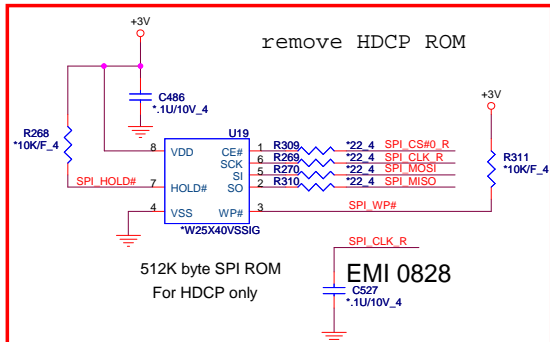 +3V
remove HDCP ROM
C486
*.1U/10V_4
+3V
R268
*10K/F_4
U19
8 VDD CE# 1 R309 *22_4 SPI_CS#0_R
SCK 6 R269 *22_4 SPI_CLK_R
SI 5 R270 *22_4 SPI_MOSI
SPI_HOLD# 7 HOLD# SO 2 R310 *22_4 SPI_MISO
R311
*10K/F_4
4 VSS WP# 3 SPI_WP#
*W25X40VSSIG
512K byte SPI ROM
For HDCP only
SPI_CLK_R
EMI 0828
C527
*.1U/10V_4